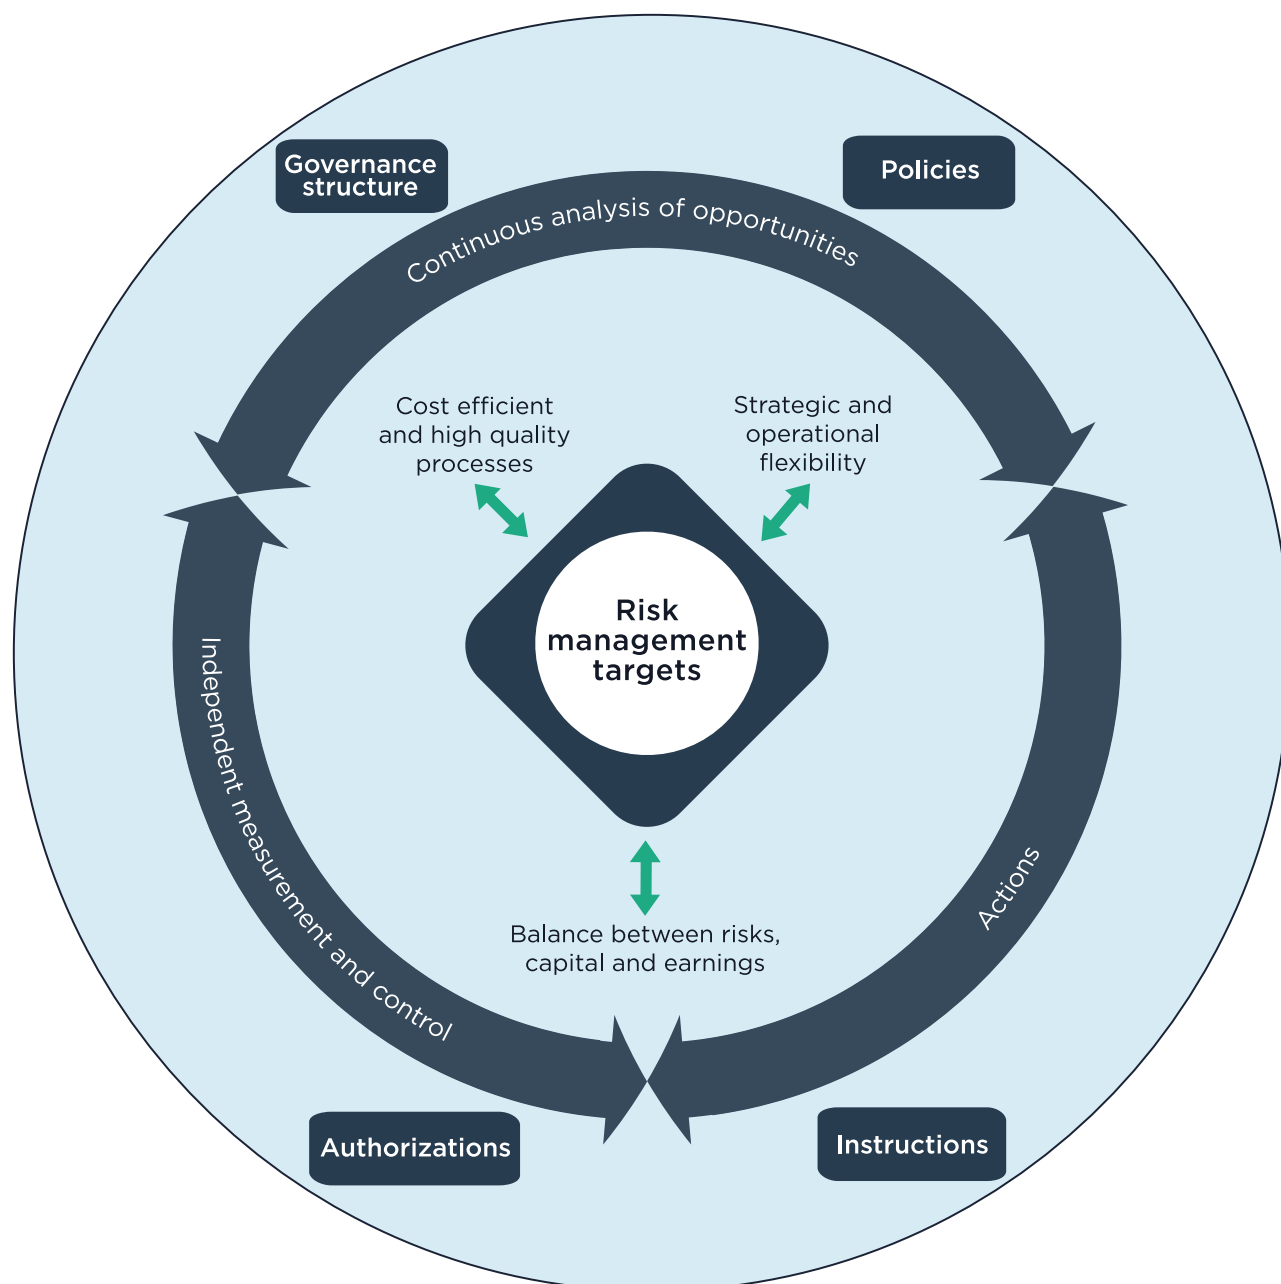 Governance
structure
Policies
Continuous analysis of opportunities
Cost efficient
and high quality
processes
Strategic and
operational
flexibility
Risk
management
targets
Independent measurement and control
Actions
Balance between risks,
capital and earnings
Authorizations
Instructions